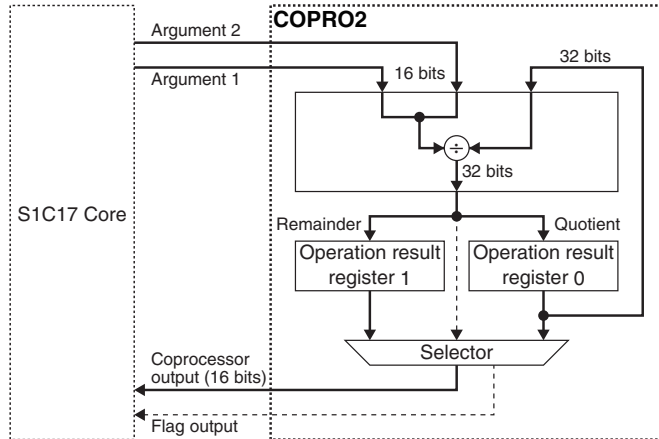 COPRO2
Argument 2
Argument 1
16 bits
32 bits
÷
32 bits
S1C17 Core
Remainder
Quotient
Operation result
register 1
Operation result
register 0
Selector
Coprocessor
output (16 bits)
Flag output